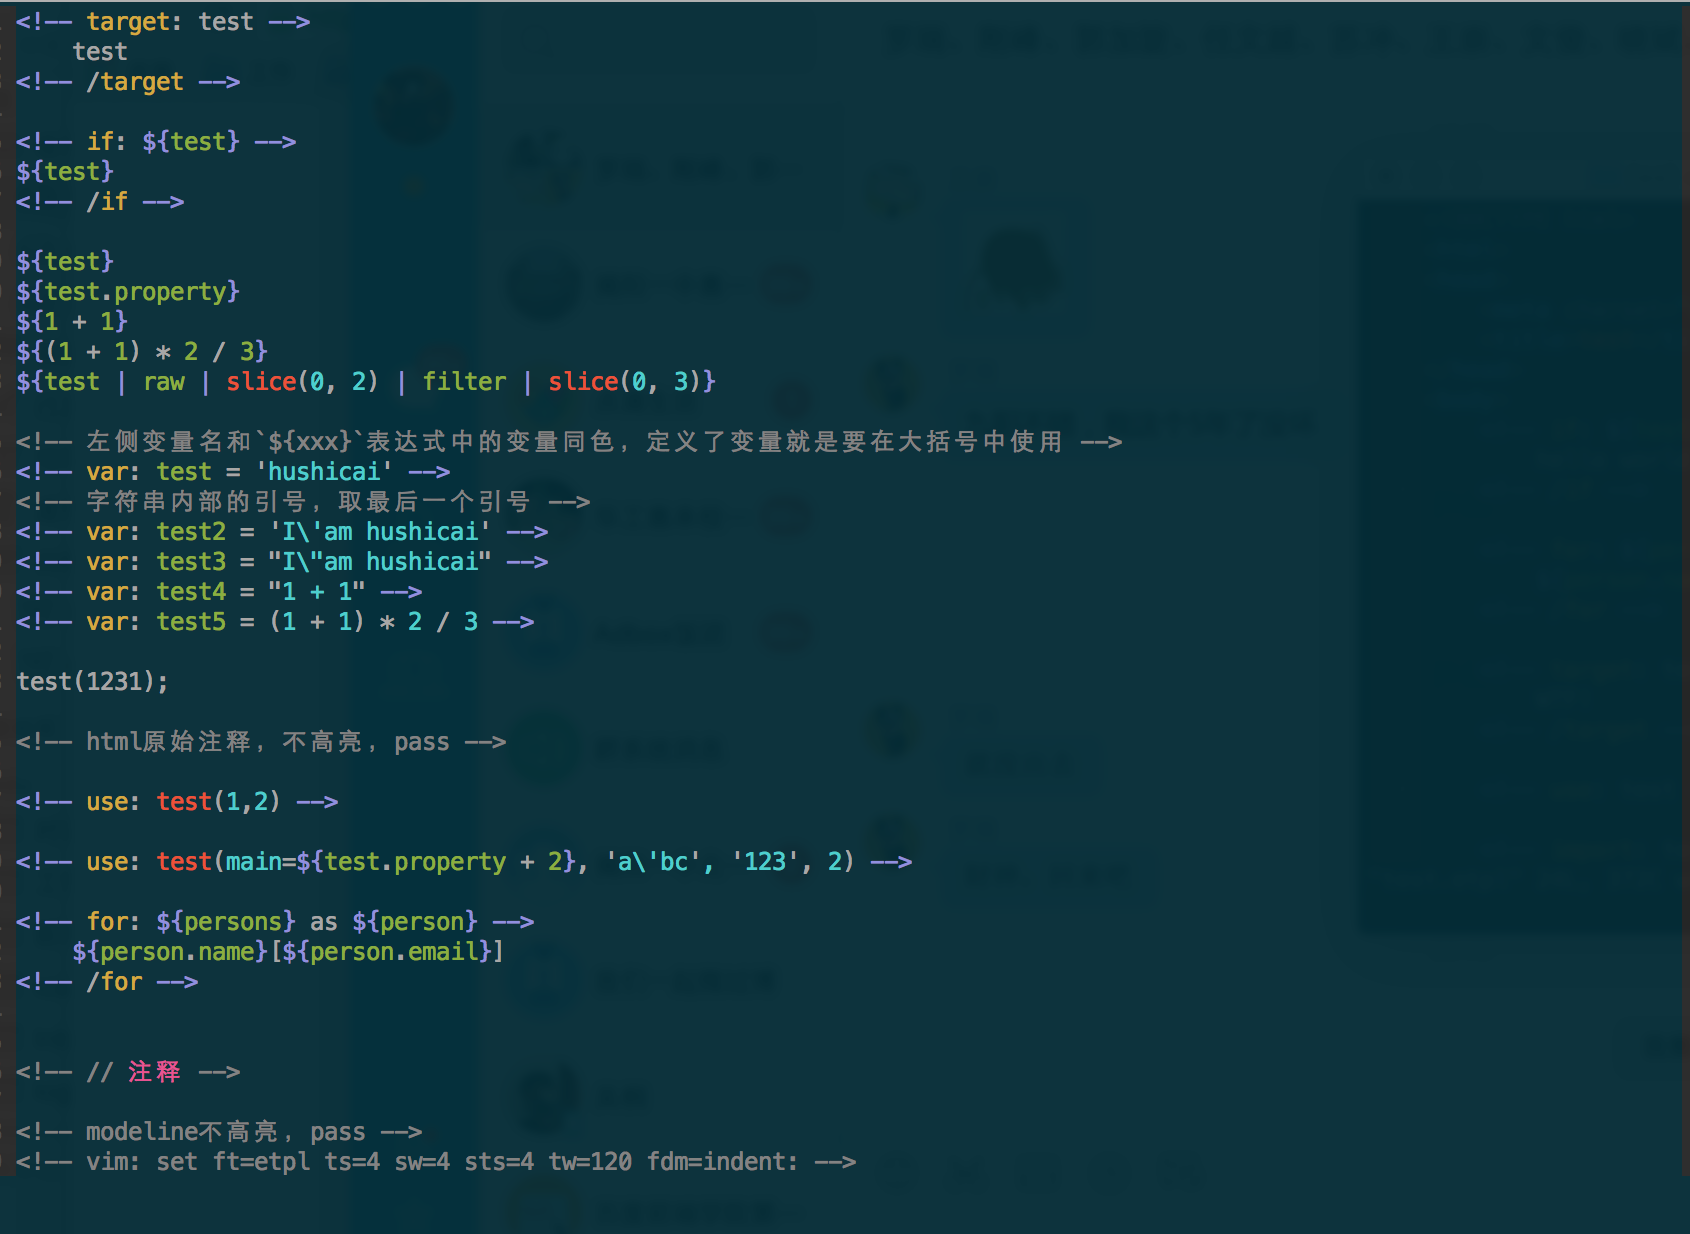 <!-- target: test -->
    test
<!-- /target -->
<!-- if: ${test} -->
${test}
<!-- /if -->
${test}
${test.property}
${1 + 1}
${(1 + 1) * 2 / 3}
${test | raw | slice(0, 2) | filter | slice(0, 3)}
<!-- 左侧变量名和`${xxx}`表达式中的变量同色，定义了变量就是要在大括号中使用 -->
<!-- var: test = 'hushicai' -->
<!-- 字符串内部的引号，取最后一个引号 -->
<!-- var: test2 = 'I\'am hushicai' -->
<!-- var: test3 = "I\"am hushicai" -->
<!-- var: test4 = "1 + 1" -->
<!-- var: test5 = (1 + 1) * 2 / 3 -->
test(1231);
<!-- html原始注释，不高亮，pass -->
<!-- use: test(1,2) -->
<!-- use: test(main=${test.property + 2}, 'a\'bc', '123', 2) -->
<!-- for: ${persons} as ${person} -->
    ${person.name}[${person.email}]
<!-- /for -->
<!-- // 注释 -->
<!-- modeline不高亮，pass -->
<!-- vim: set ft=etpl ts=4 sw=4 sts=4 tw=120 fdm=indent: -->